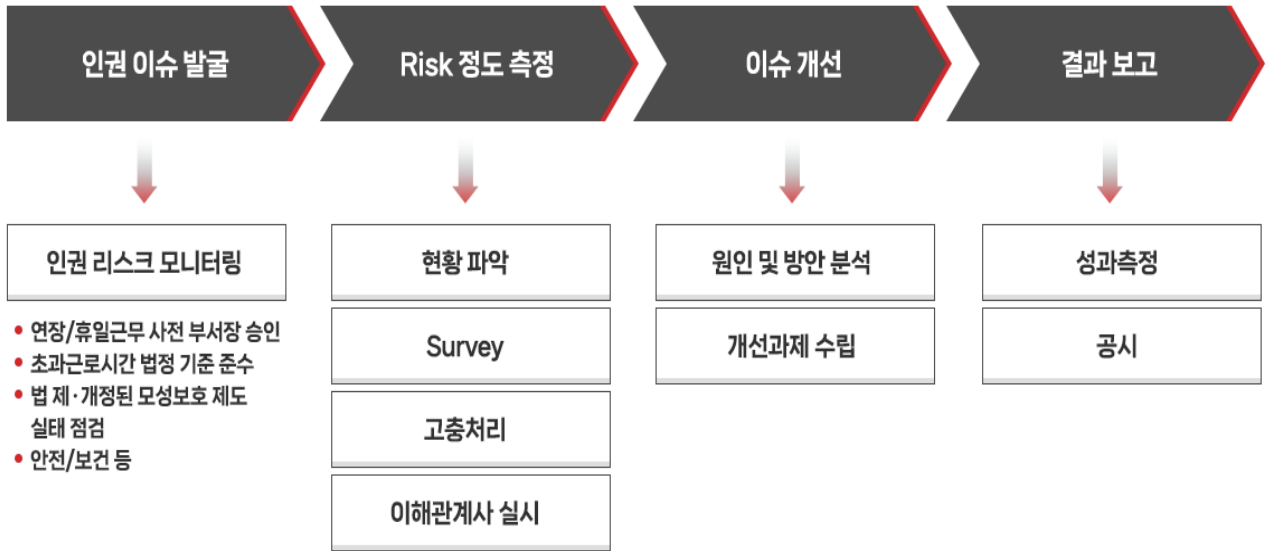 인권 이슈 발굴
Risk 정도 측정
이슈 개선
결과 보고
인권 리스크 모니터링
• 연장/휴일근무 사전 부서장 승인
• 초과근로시간 법정 기준 준수
• 법 제·개정된 모성보호 제도
실태 점검
• 안전/보건 등
현황 파악
Survey
고충처리
이해관계사 실시
원인 및 방안 분석
개선과제 수립
성과측정
공시